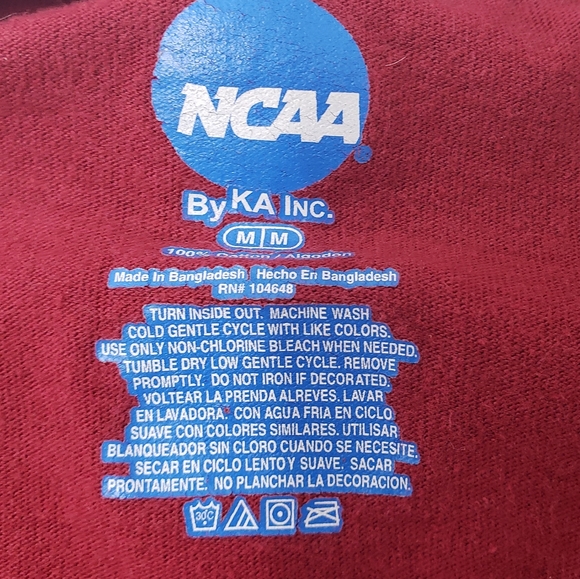 NCAA
By KA INC.
M|M
100% Cotton / Algodon
Made In Bangladesh Hecho En Bangladesh
RN# 104648
TURN INSIDE OUT. MACHINE WASH
COLD GENTLE CYCLE WITH LIKE COLORS.
USE ONLY NON-CHLORINE BLEACH WHEN NEEDED.
TUMBLE DRY LOW GENTLE CYCLE. REMOVE
PROMPTLY. DO NOT IRON IF DECORATED.
VOLTEAR LA PRENDA ALREVES. LAVAR
EN LAVADORA. CON AGUA FRIA EN CICLO
SUAVE CON COLORES SIMILARES. UTILISAR
BLANQUEADOR SIN CLORO CUANDO SE NECESITE.
SECAR EN CICLO LENTO Y SUAVE. SACAR
PRONTAMENTE. NO PLANCHAR LA DECORACION.
30C